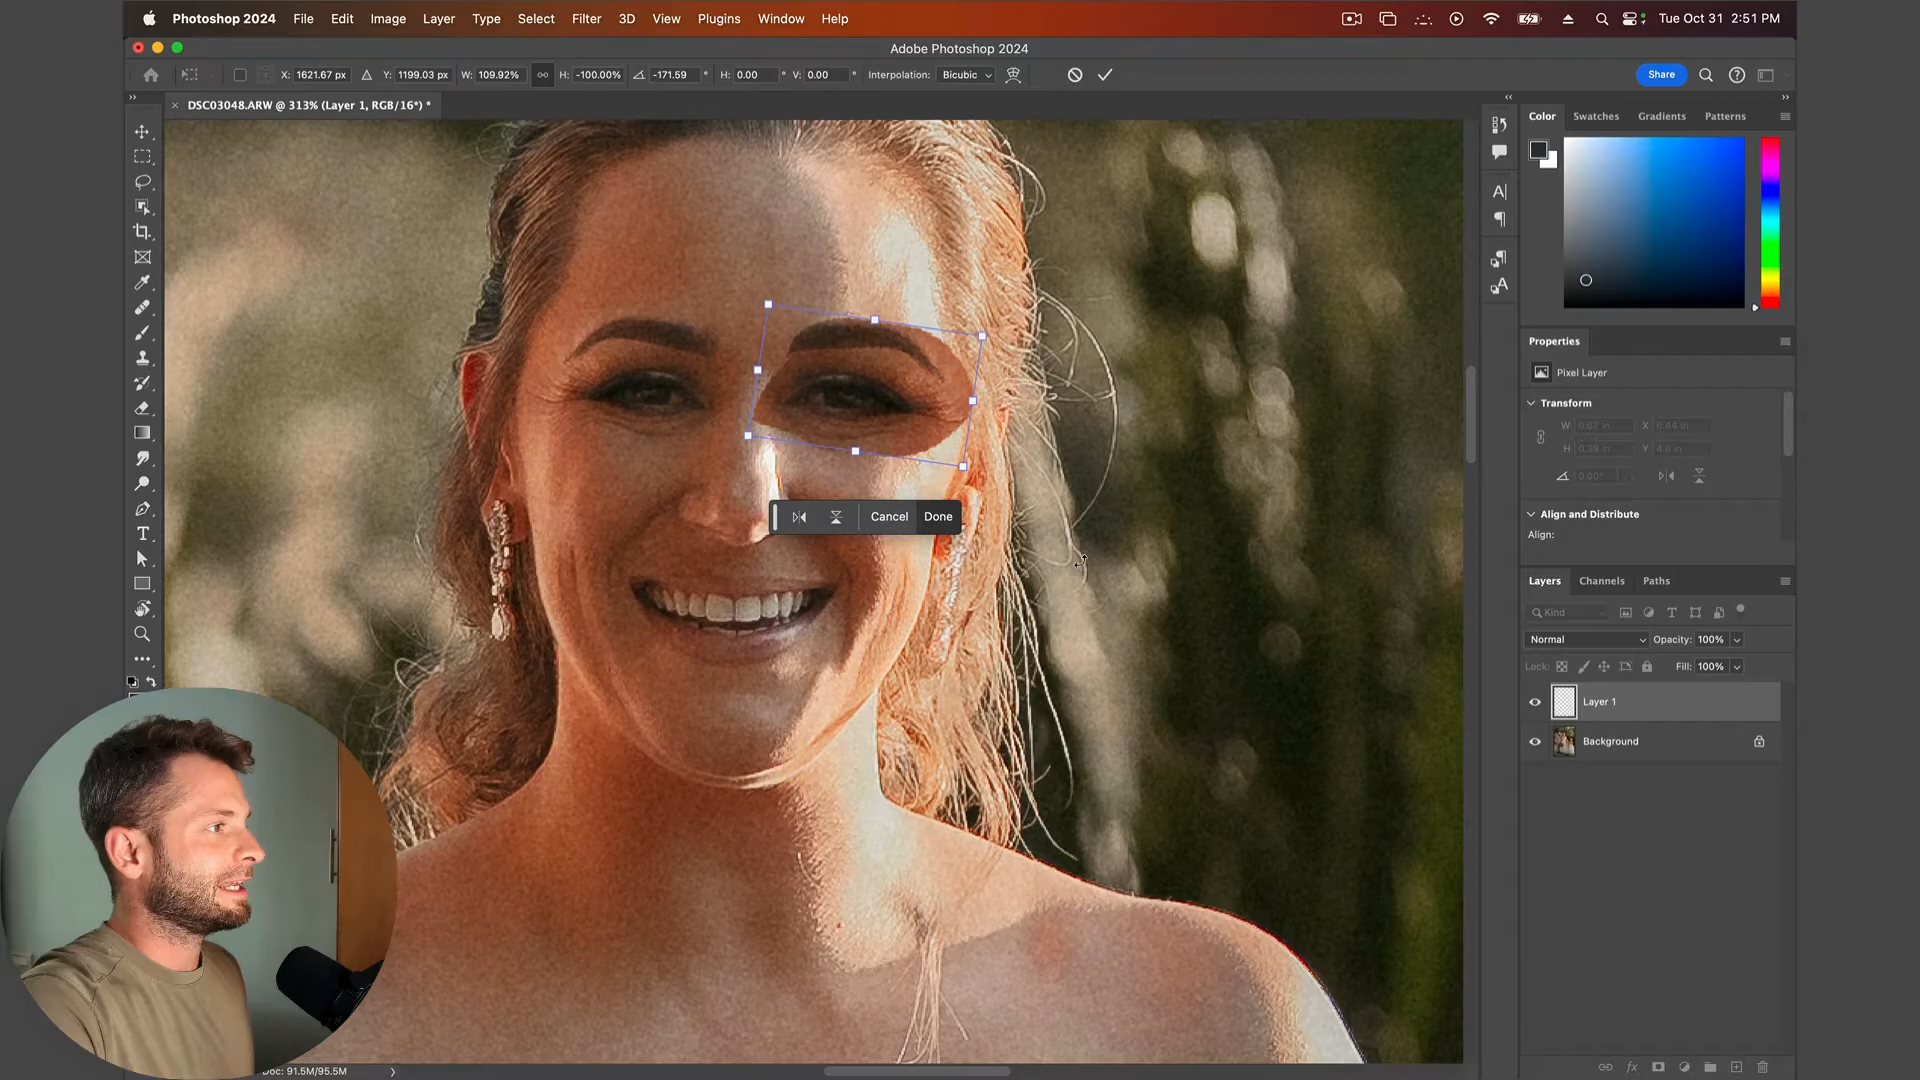 Photoshop 2024 File Edit Image Layer Type Select Filter 3D View Plugins Window Help Tue Oct 31 2:51 PM
Adobe Photoshop 2024
X: 1621.67 px Y: 1199.03 px W: 109.92% H: -100.00% -171.59 ° H: 0.00 ° V: 0.00 ° Interpolation: Bicubic Share
DSC03048.ARW @ 313% (Layer 1, RGB/16*) *
Color Swatches Gradients Patterns
Properties
Pixel Layer
Transform
W 0.62 in X 6.44 in
H 0.39 in Y 4.8 in
0.00°
Align and Distribute
Align:
Cancel Done
Layers Channels Paths
Kind
Normal Opacity: 100%
Lock: Fill: 100%
Layer 1
Background
Doc: 91.5M/95.5M